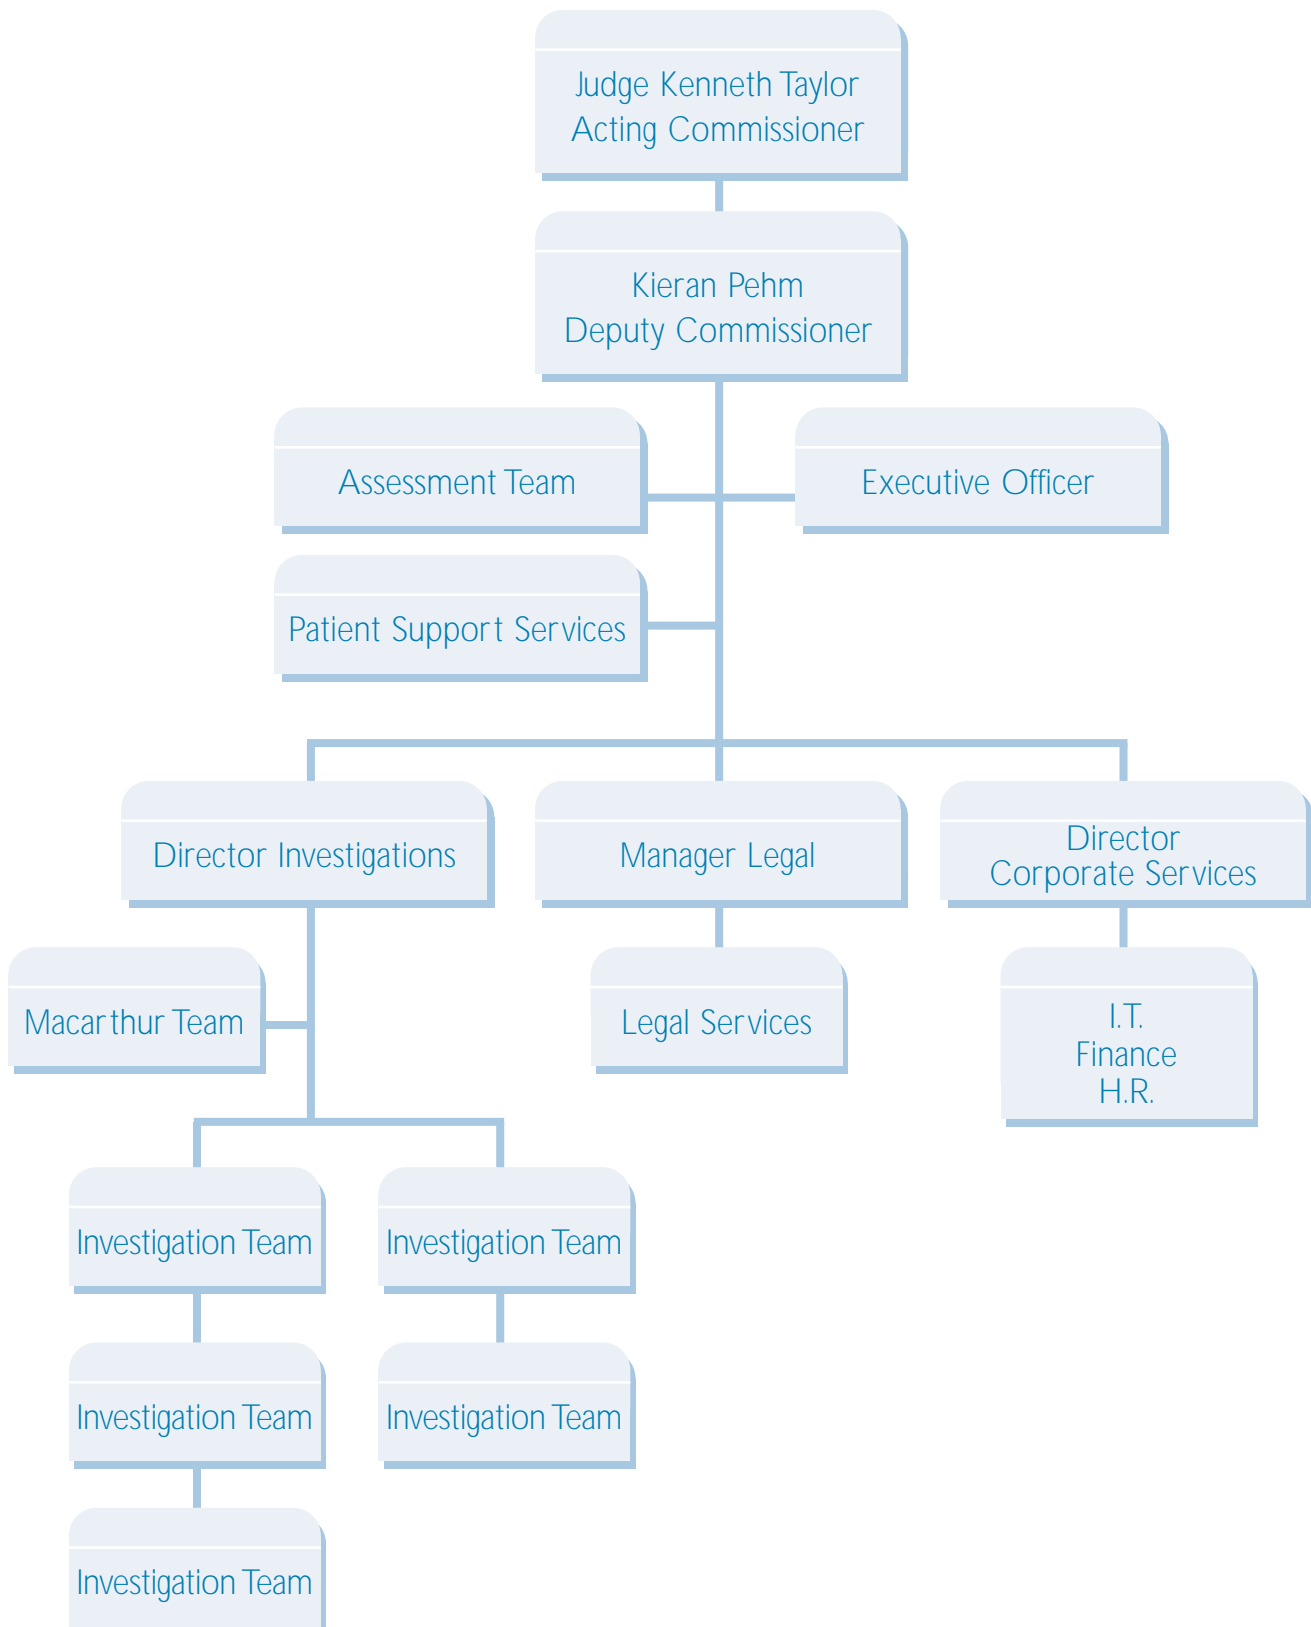 Judge Kenneth Taylor
Acting Commissioner
Kieran Pehm
Deputy Commissioner
Assessment Team
Executive Officer
Patient Support Services
Director Investigations
Manager Legal
Director
Corporate Services
Macarthur Team
Legal Services
I.T.
Finance
H.R.
Investigation Team
Investigation Team
Investigation Team
Investigation Team
Investigation Team